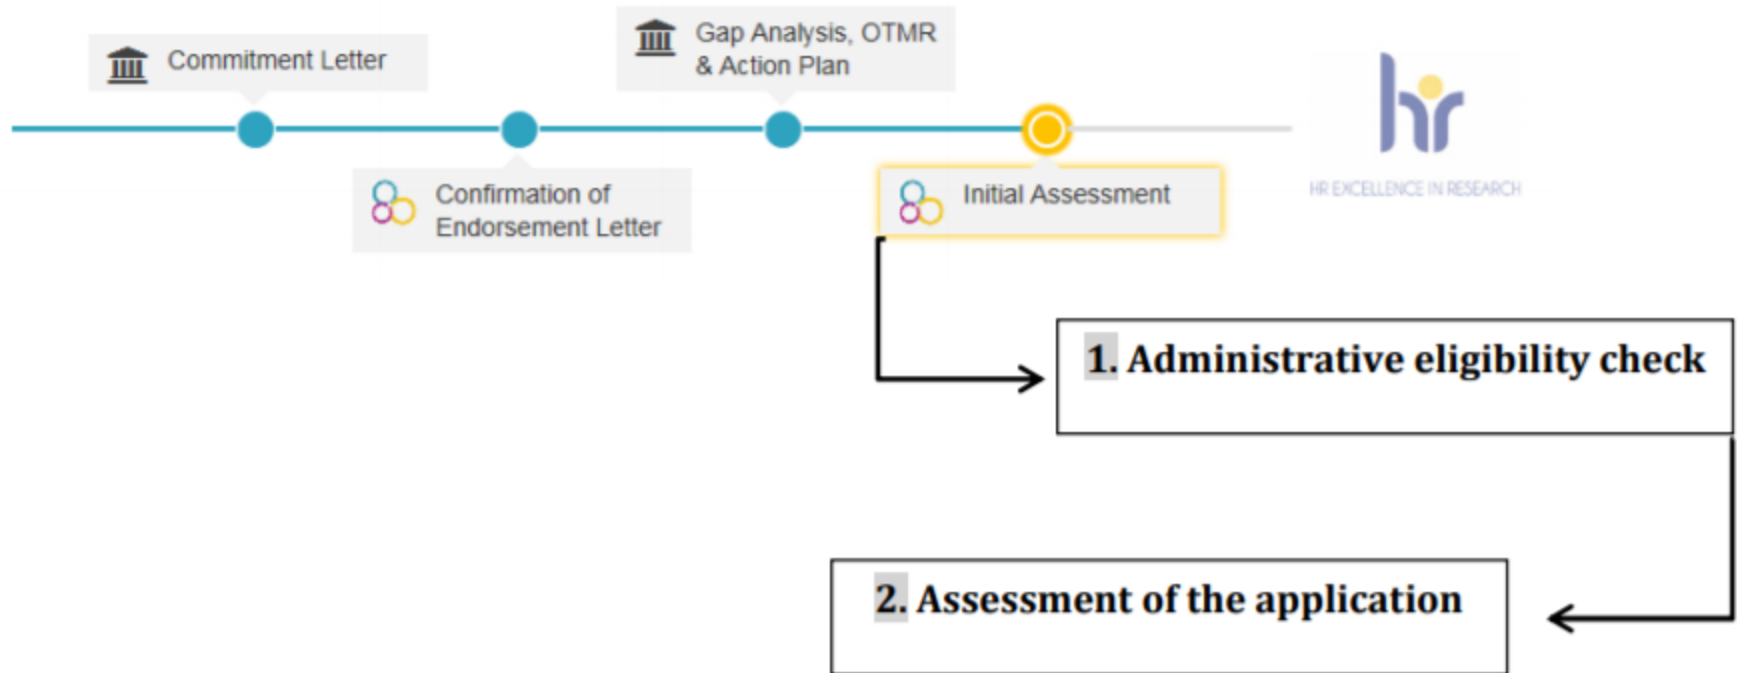 Commitment Letter
Gap Analysis, OTMR
& Action Plan
Confirmation of
Endorsement Letter
Initial Assessment
hr
HR EXCELLENCE IN RESEARCH
1. Administrative eligibility check
2. Assessment of the application